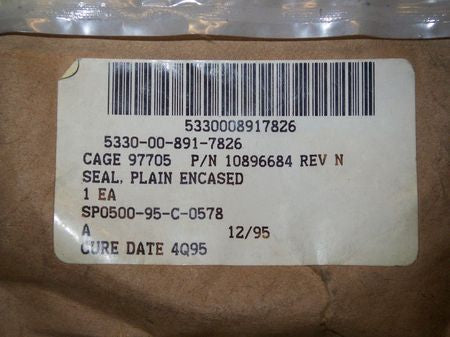 5330008917826
5330-00-891-7826
CAGE 97705 P/N 10896684 REV N
SEAL, PLAIN ENCASED
1 EA
SP0500-95-C-0578
A 12/95
CURE DATE 4Q95